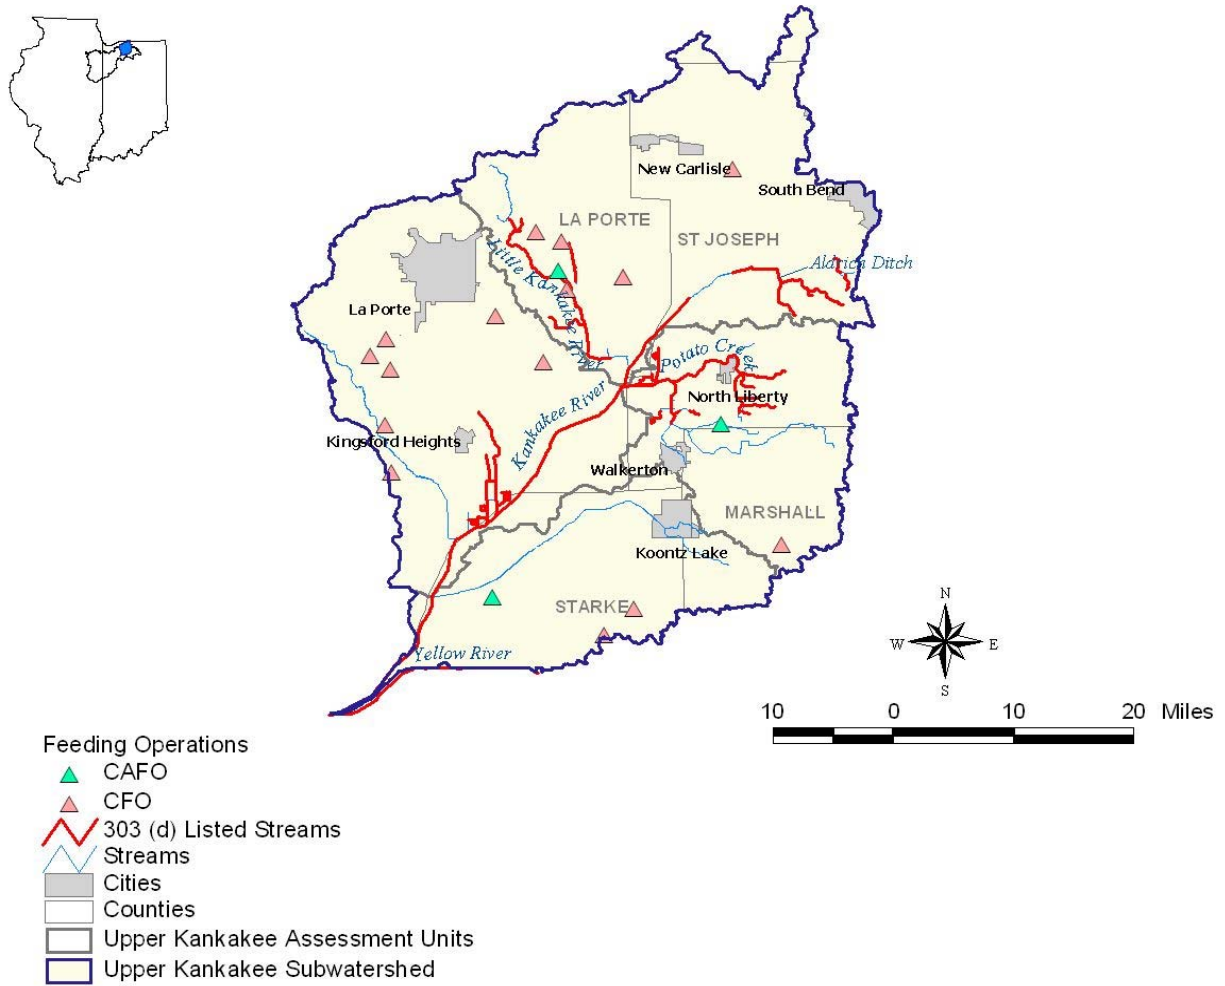 New Carlisle
South Bend
LA PORTE
ST JOSEPH
Aldrich Ditch
Little Kankakee River
La Porte
Potato Creek
North Liberty
Kankakee River
Kingsford Heights
Walkerton
MARSHALL
Koontz Lake
STARKE
Yellow River
N
W E
S
10 0 10 20 Miles
Feeding Operations
CAFO
CFO
303 (d) Listed Streams
Streams
Cities
Counties
Upper Kankakee Assessment Units
Upper Kankakee Subwatershed